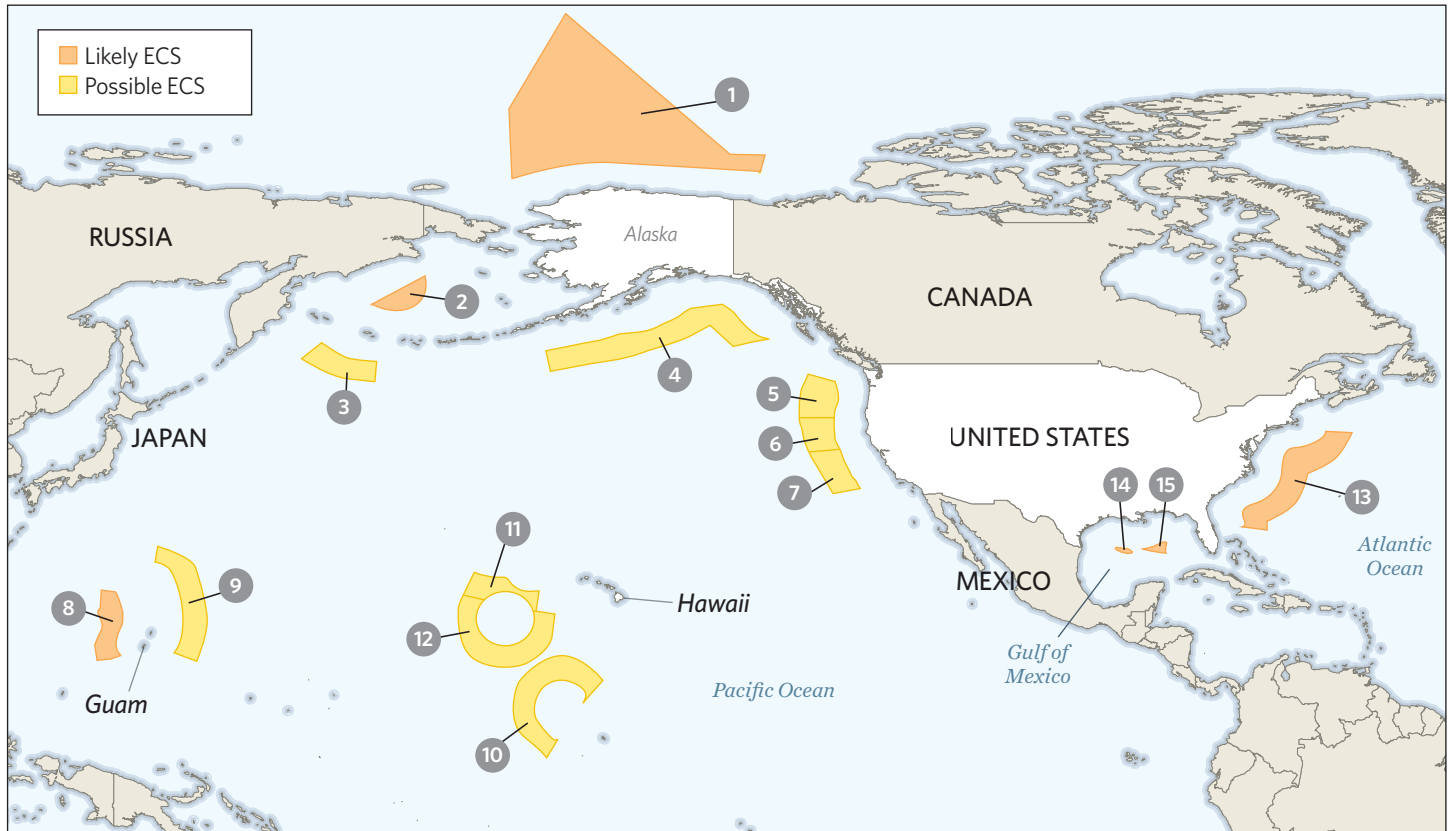 Likely ECS
Possible ECS
1
RUSSIA
Alaska
2
CANADA
3
4
5
JAPAN
UNITED STATES
6
7
14
15
13
11
Atlantic
Ocean
MEXICO
9
8
Hawaii
12
Gulf of
Mexico
Pacific Ocean
Guam
10